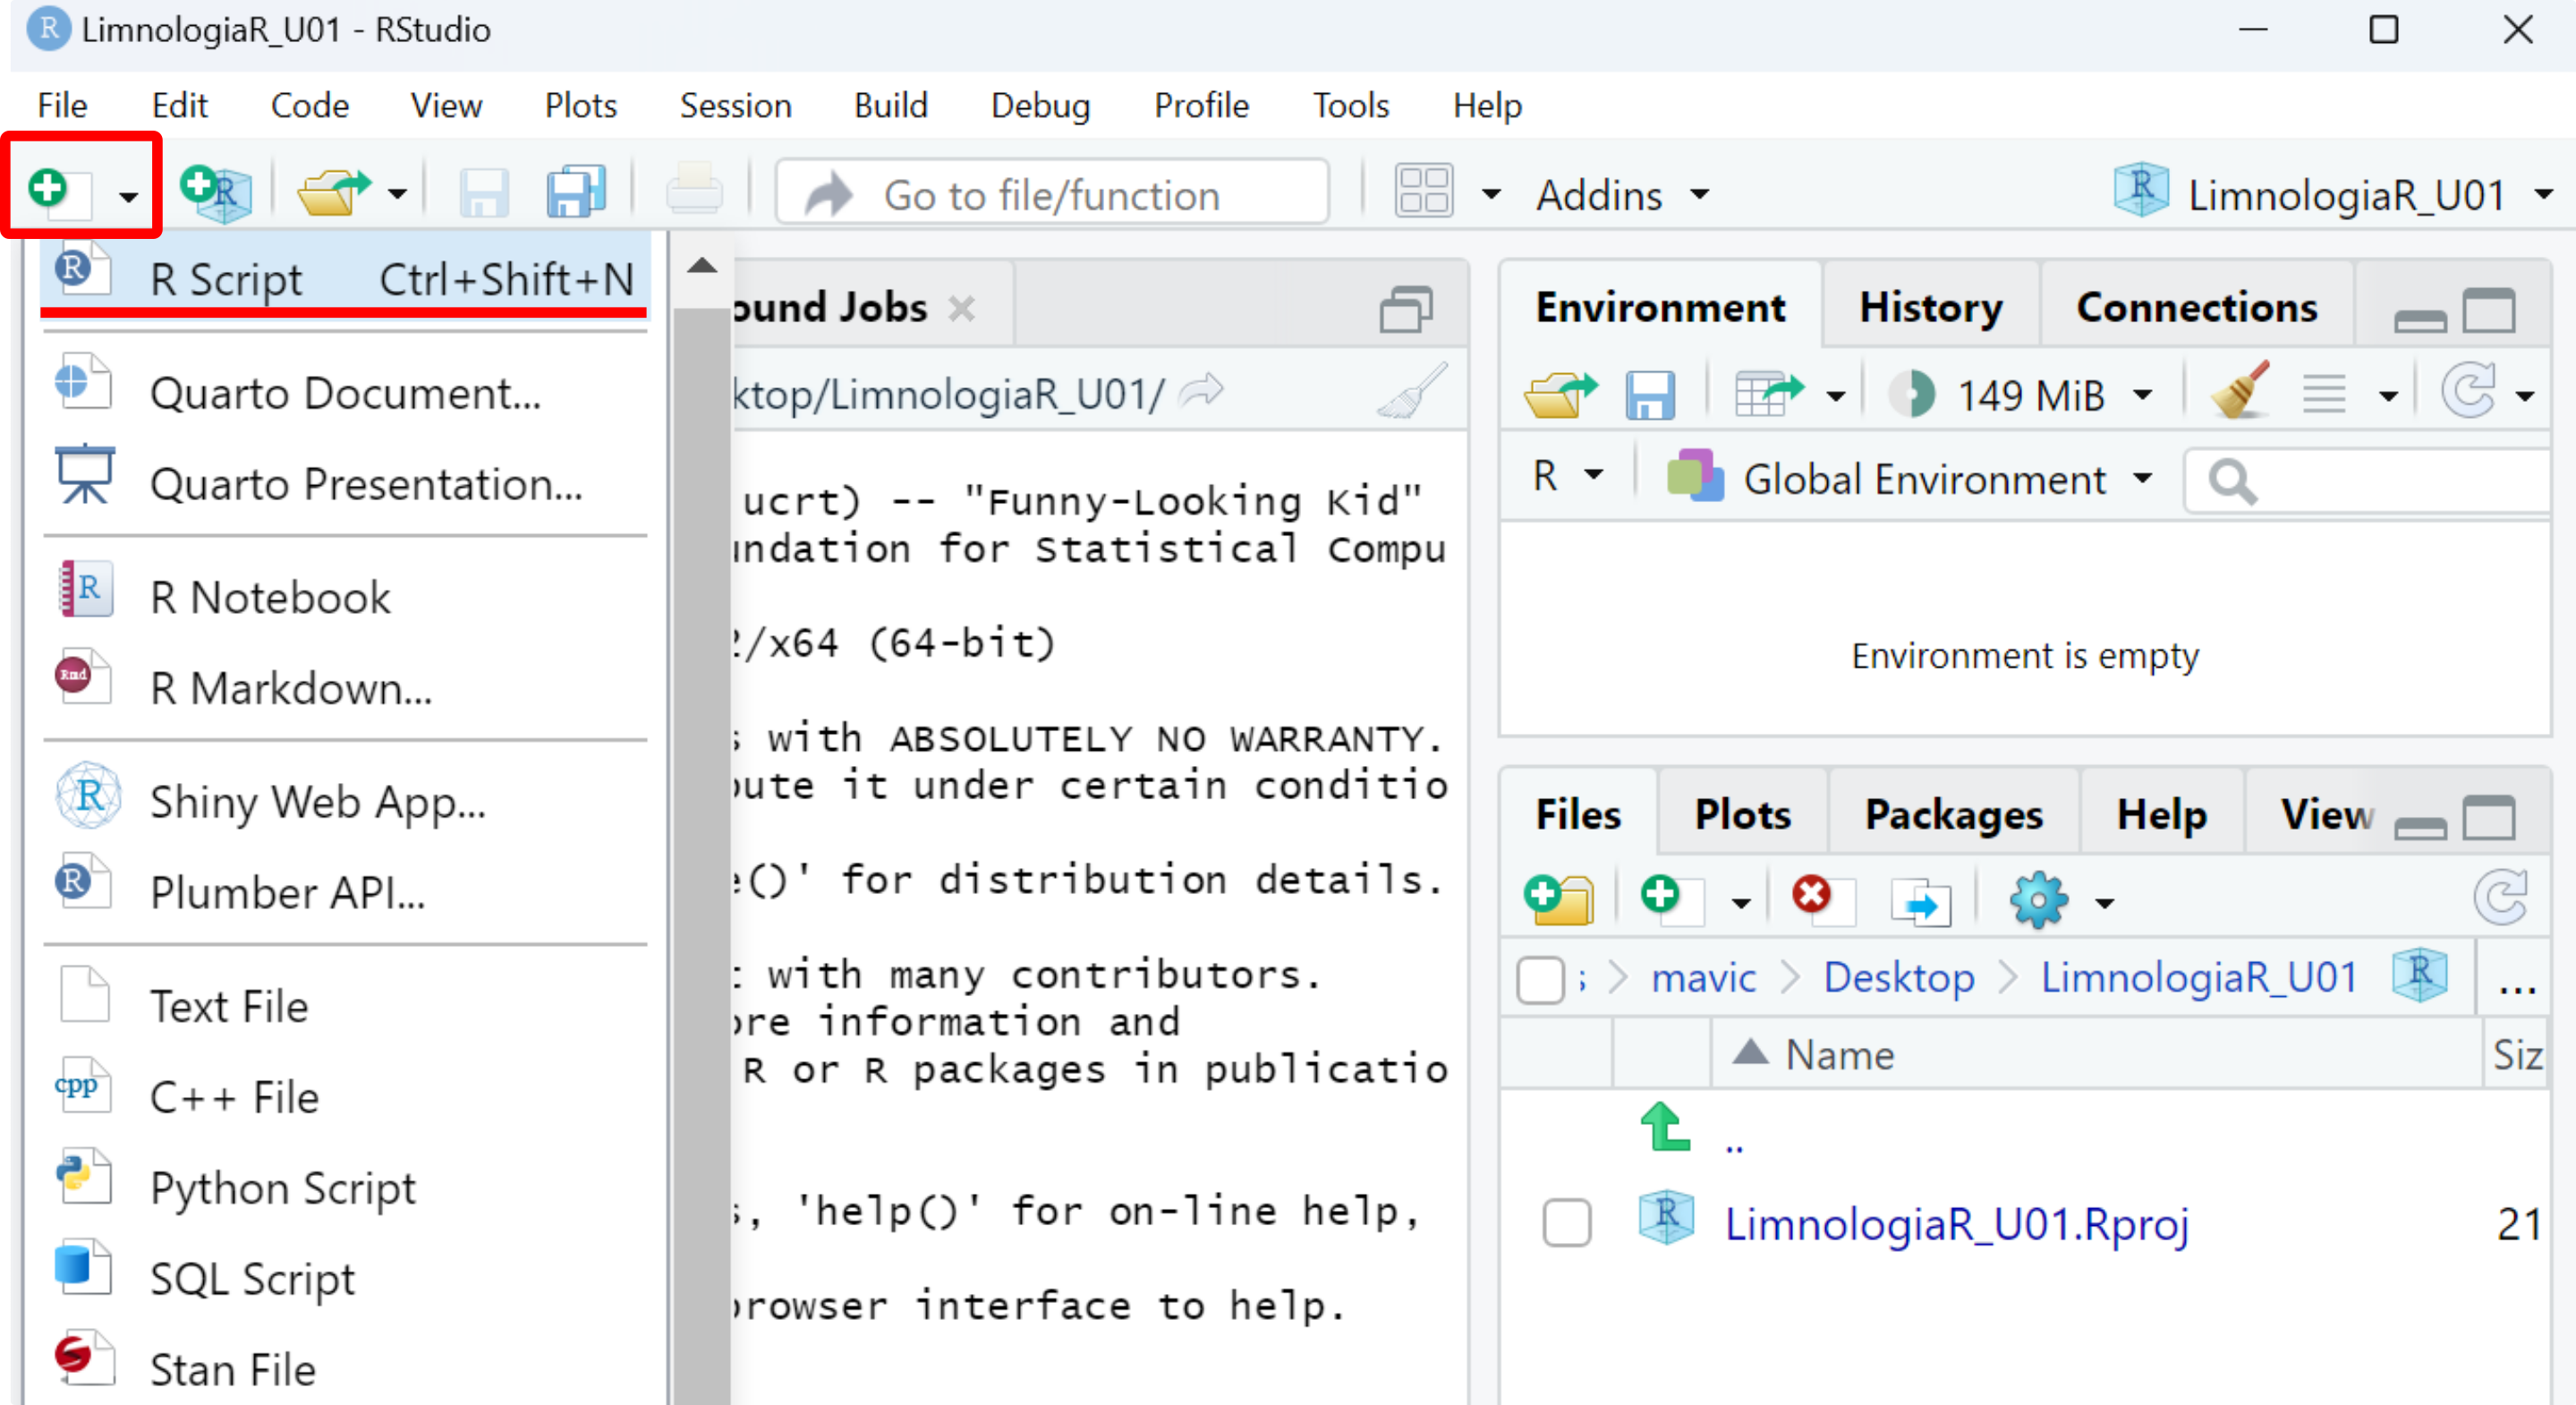 LimnologiaR_U01 - RStudio
File Edit Code View Plots Session Build Debug Profile Tools Help
Go to file/function Addins LimnologiaR_U01
R Script Ctrl+Shift+N
Quarto Document...
Quarto Presentation...
R Notebook
R Markdown...
Shiny Web App...
Plumber API...
Text File
C++ File
Python Script
SQL Script
Stan File
ound Jobs
ktop/LimnologiaR_U01/
ucrt) -- "Funny-Looking Kid"
undation for Statistical Compu
2/x64 (64-bit)
s with ABSOLUTELY NO WARRANTY.
bute it under certain conditio
e()' for distribution details.
t with many contributors.
ore information and
R or R packages in publicatio
s, 'help()' for on-line help,
browser interface to help.
Environment History Connections
149 MiB
R Global Environment
Environment is empty
Files Plots Packages Help View
s > mavic > Desktop > LimnologiaR_U01 ...
Name Siz
..
LimnologiaR_U01.Rproj 21